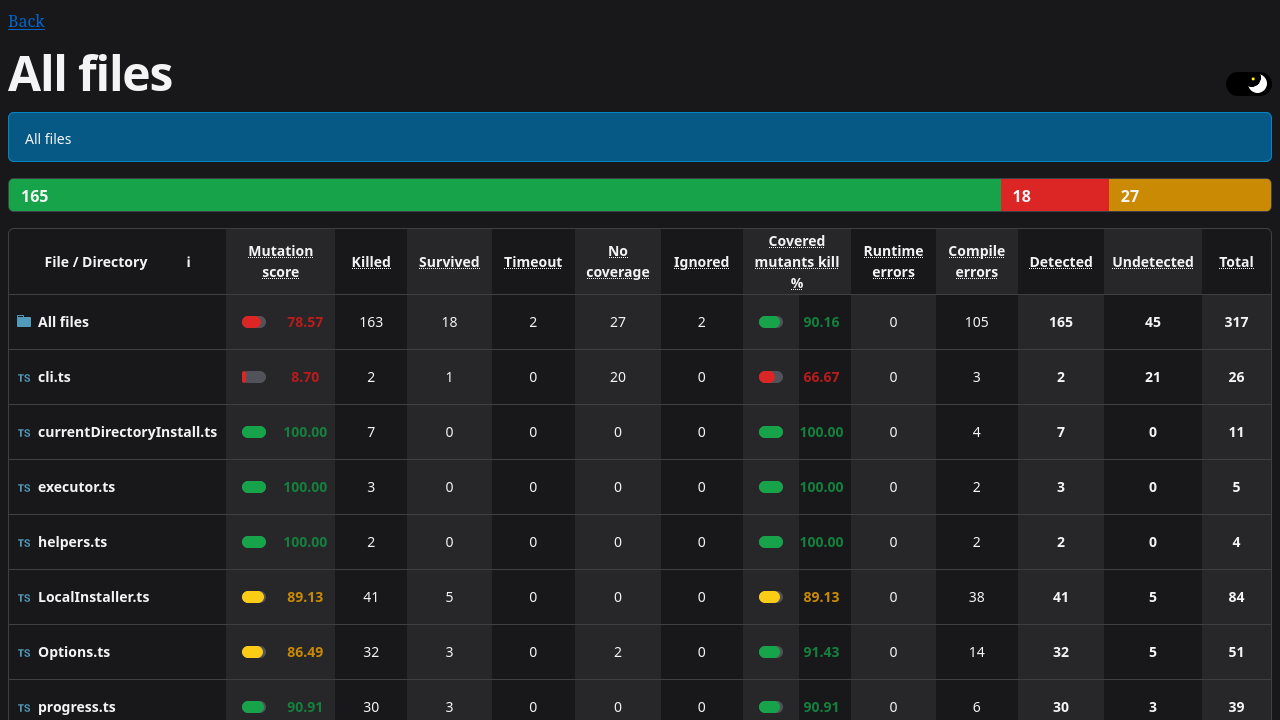 Back
All files
All files
165 18 27
File / Directory i Mutation score Killed Survived Timeout No coverage Ignored Covered mutants kill % Runtime errors Compile errors Detected Undetected Total
All files 78.57 163 18 2 27 2 90.16 0 105 165 45 317
TS cli.ts 8.70 2 1 0 20 0 66.67 0 3 2 21 26
TS currentDirectoryInstall.ts 100.00 7 0 0 0 0 100.00 0 4 7 0 11
TS executor.ts 100.00 3 0 0 0 0 100.00 0 2 3 0 5
TS helpers.ts 100.00 2 0 0 0 0 100.00 0 2 2 0 4
TS LocalInstaller.ts 89.13 41 5 0 0 0 89.13 0 38 41 5 84
TS Options.ts 86.49 32 3 0 2 0 91.43 0 14 32 5 51
TS progress.ts 90.91 30 3 0 0 0 90.91 0 6 30 3 39